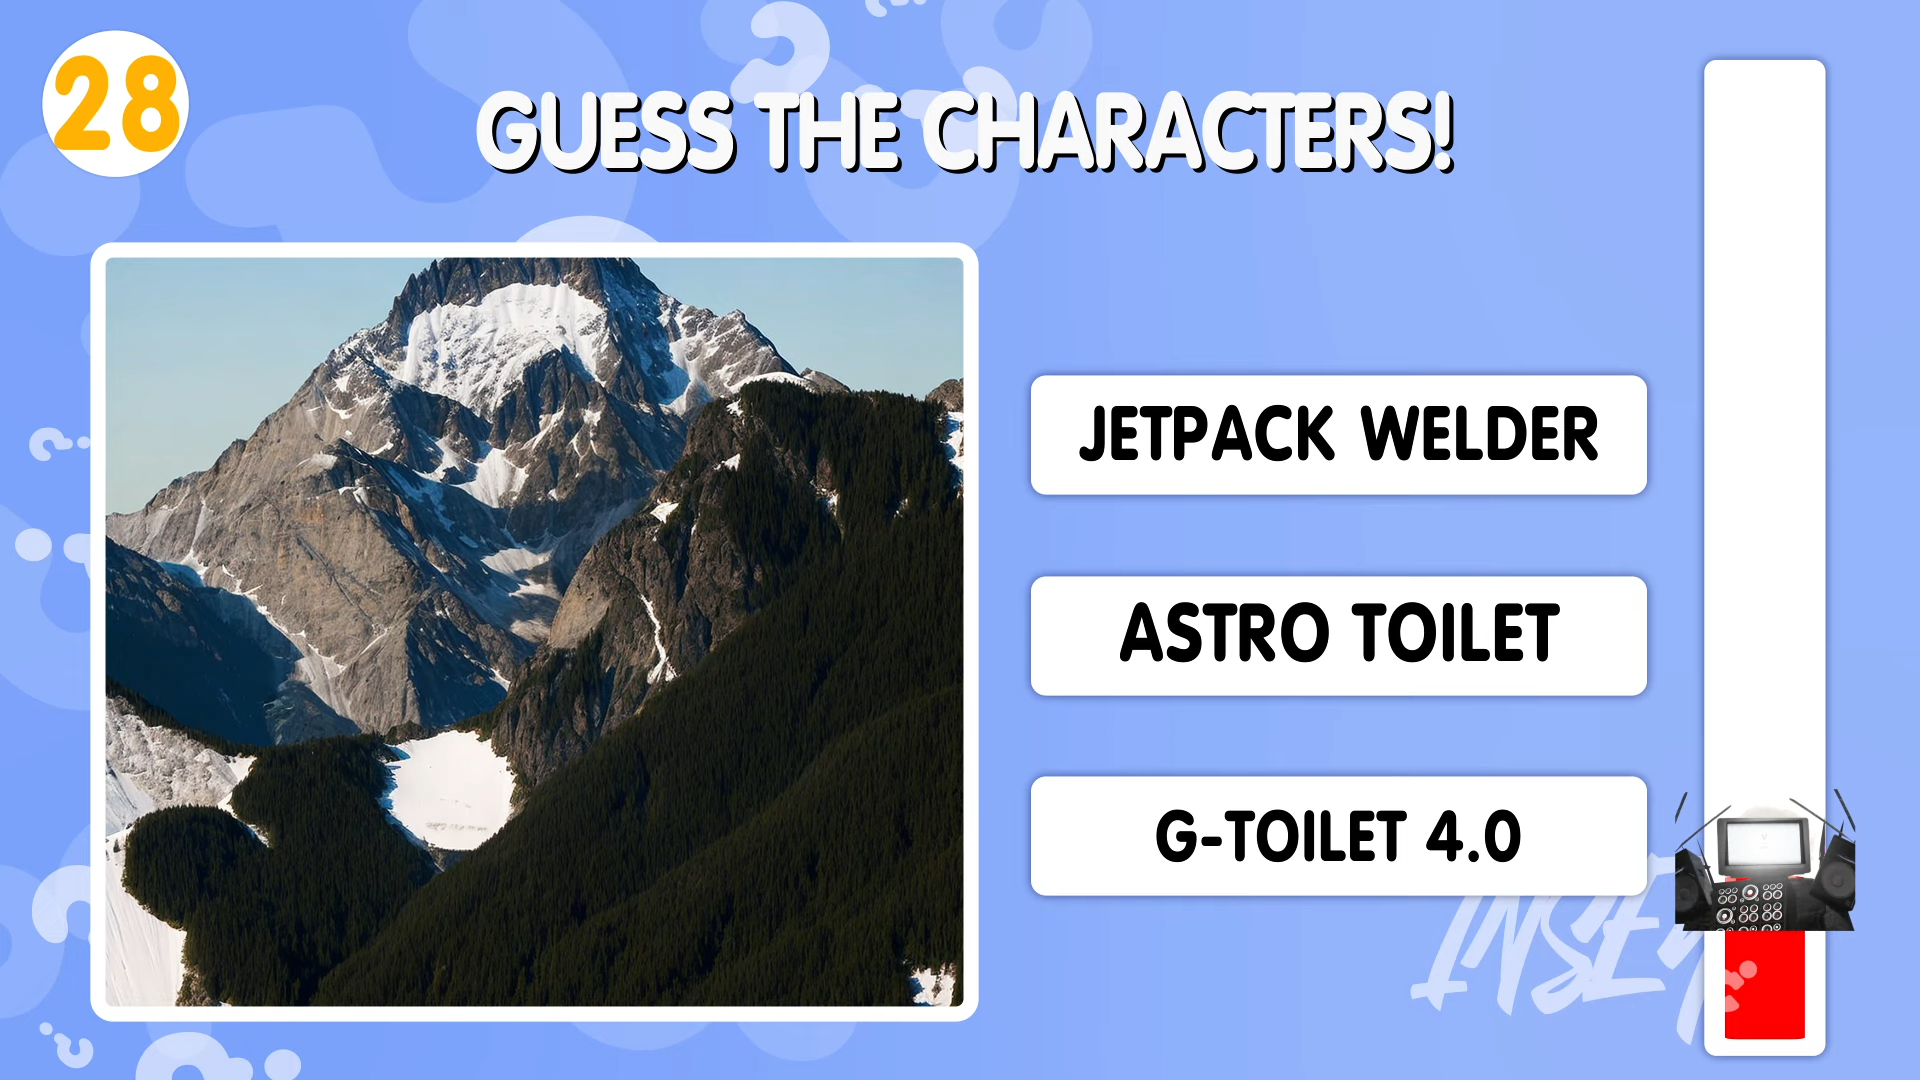 28
GUESS THE CHARACTERS!
JETPACK WELDER
ASTRO TOILET
G-TOILET 4.0